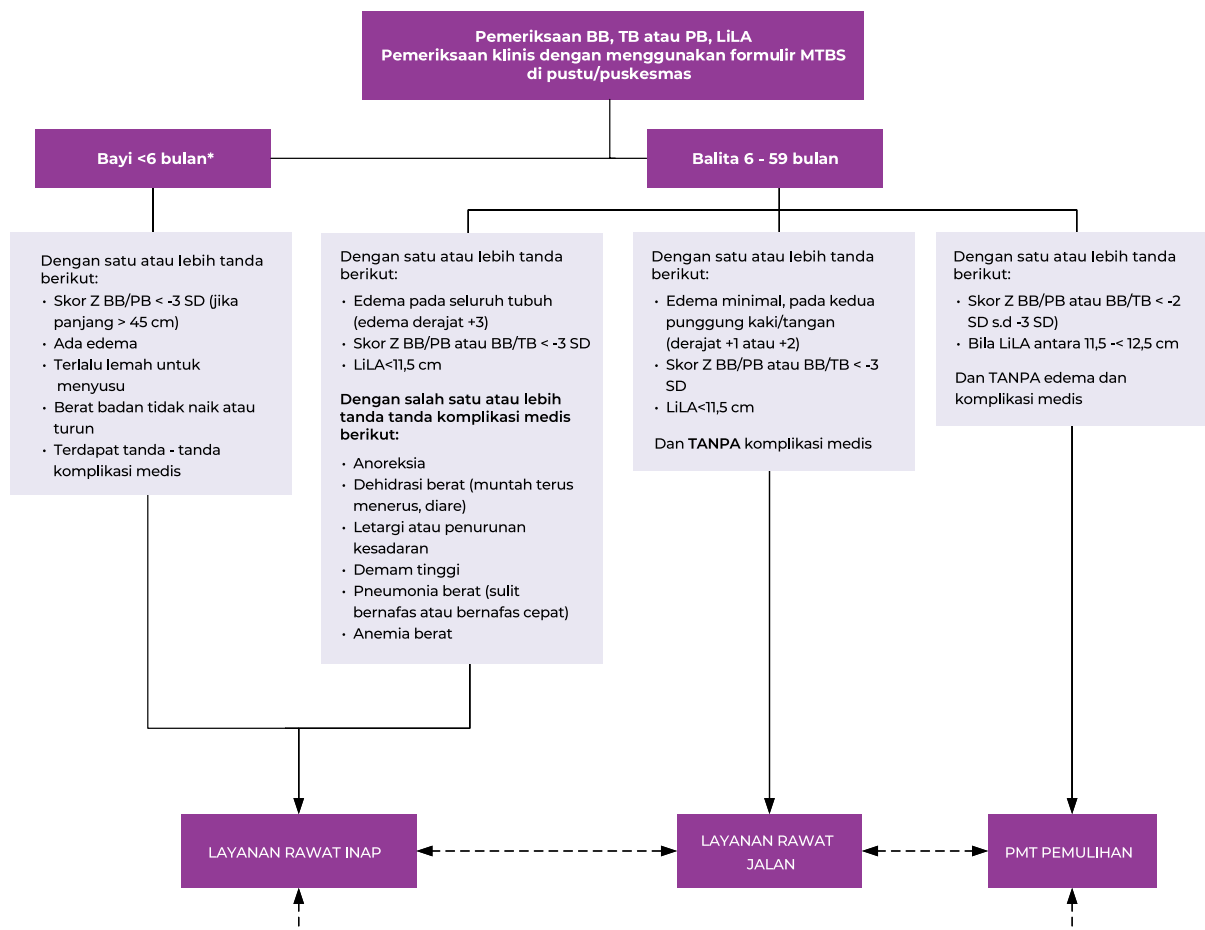 Pemeriksaan BB, TB atau PB, LiLA
Pemeriksaan klinis dengan menggunakan formulir MTBS
di pustu/puskesmas
Bayi <6 bulan*
Balita 6 - 59 bulan
Dengan satu atau lebih tanda
berikut:
• Skor Z BB/PB < -3 SD (jika
panjang > 45 cm)
• Ada edema
• Terlalu lemah untuk
menyusu
• Berat badan tidak naik atau
turun
• Terdapat tanda - tanda
komplikasi medis
Dengan satu atau lebih tanda
berikut:
• Edema pada seluruh tubuh
(edema derajat +3)
• Skor Z BB/PB atau BB/TB < -3 SD
• LiLA<11,5 cm
Dengan salah satu atau lebih
tanda tanda komplikasi medis
berikut:
• Anoreksia
• Dehidrasi berat (muntah terus
menerus, diare)
• Letargi atau penurunan
kesadaran
• Demam tinggi
• Pneumonia berat (sulit
bernafas atau bernafas cepat)
• Anemia berat
Dengan satu atau lebih tanda
berikut:
• Edema minimal, pada kedua
punggung kaki/tangan
(derajat +1 atau +2)
• Skor Z BB/PB atau BB/TB < -3
SD
• LiLA<11,5 cm
Dan TANPA komplikasi medis
Dengan satu atau lebih tanda
berikut:
• Skor Z BB/PB atau BB/TB < -2
SD s.d -3 SD)
• Bila LiLA antara 11,5 -< 12,5 cm
Dan TANPA edema dan
komplikasi medis
LAYANAN RAWAT INAP
LAYANAN RAWAT
JALAN
PMT PEMULIHAN